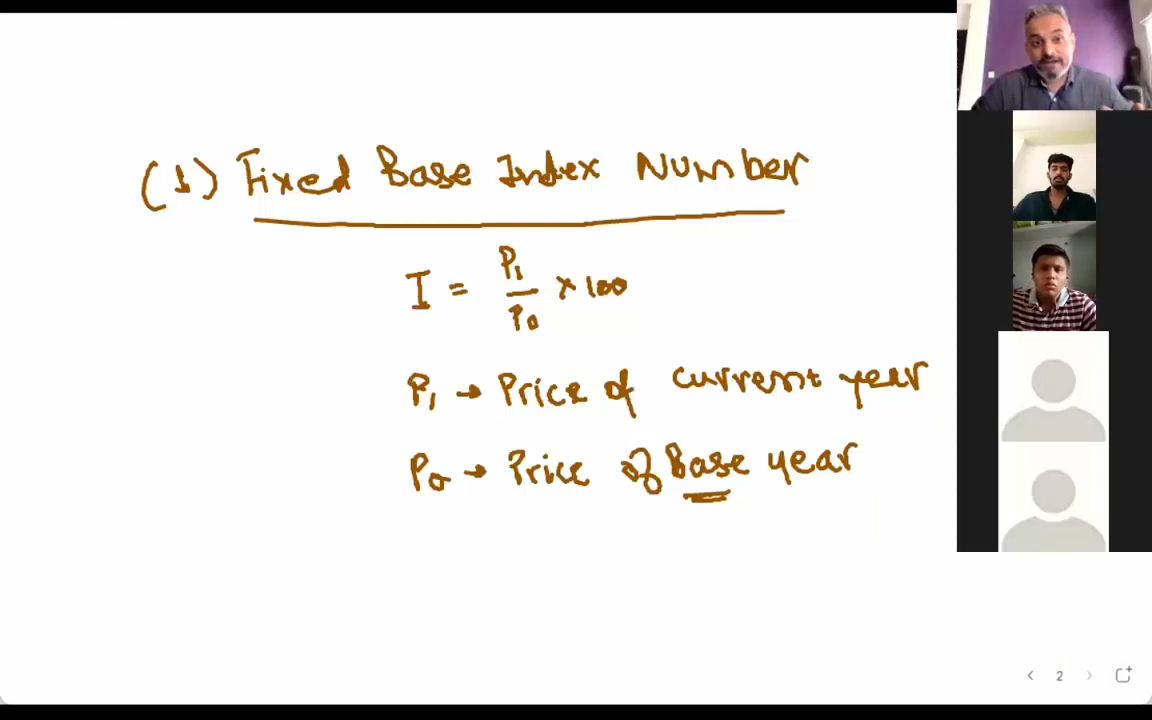 (1) Fixed Base Index Number
I = P₁/P₀ × 100
P₁ → Price of current year
P₀ → Price of Base year
2